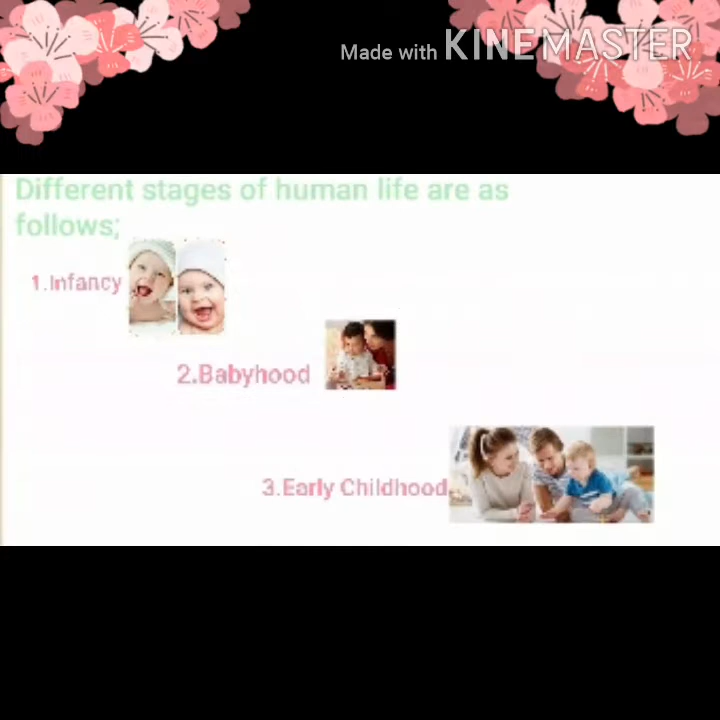 Made with KINEMASTER
Different stages of human life are as
follows;
1.Infancy
2.Babyhood
3.Early Childhood